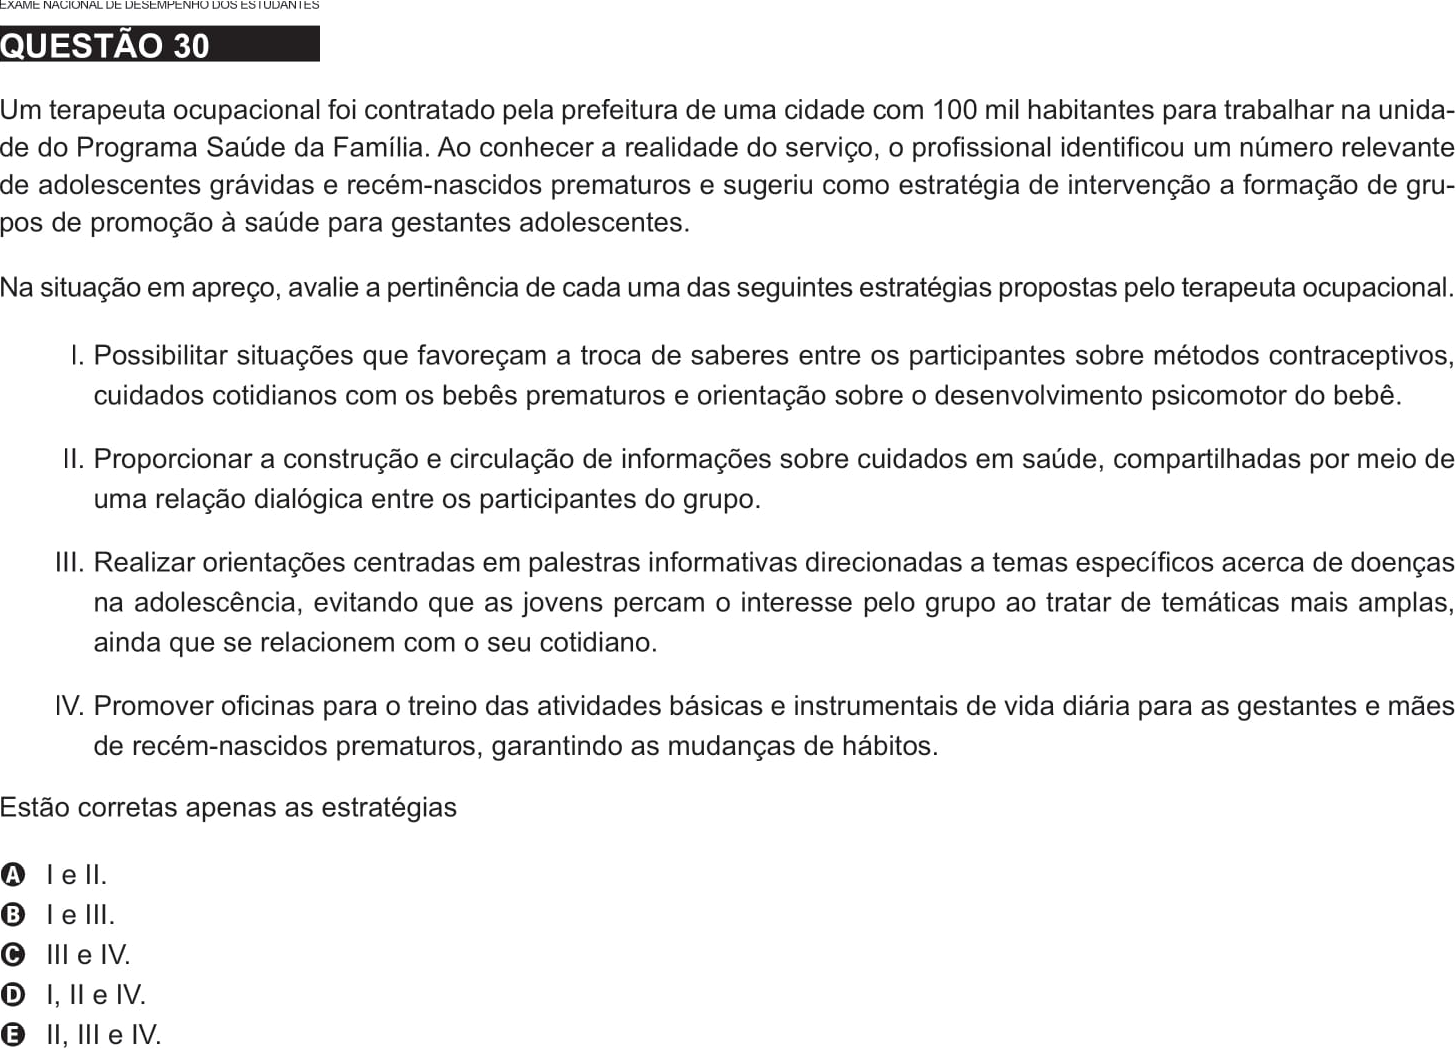 EXAME NACIONAL DE DESEMPENHO DOS ESTUDANTES
QUESTÃO 30
Um terapeuta ocupacional foi contratado pela prefeitura de uma cidade com 100 mil habitantes para trabalhar na unida-
de do Programa Saúde da Família. Ao conhecer a realidade do serviço, o profissional identificou um número relevante
de adolescentes grávidas e recém-nascidos prematuros e sugeriu como estratégia de intervenção a formação de gru-
pos de promoção à saúde para gestantes adolescentes.
Na situação em apreço, avalie a pertinência de cada uma das seguintes estratégias propostas pelo terapeuta ocupacional.
I. Possibilitar situações que favoreçam a troca de saberes entre os participantes sobre métodos contraceptivos,
cuidados cotidianos com os bebês prematuros e orientação sobre o desenvolvimento psicomotor do bebê.
II. Proporcionar a construção e circulação de informações sobre cuidados em saúde, compartilhadas por meio de
uma relação dialógica entre os participantes do grupo.
III. Realizar orientações centradas em palestras informativas direcionadas a temas específicos acerca de doenças
na adolescência, evitando que as jovens percam o interesse pelo grupo ao tratar de temáticas mais amplas,
ainda que se relacionem com o seu cotidiano.
IV. Promover oficinas para o treino das atividades básicas e instrumentais de vida diária para as gestantes e mães
de recém-nascidos prematuros, garantindo as mudanças de hábitos.
Estão corretas apenas as estratégias
A I e II.
B I e III.
C III e IV.
D I, II e IV.
E II, III e IV.